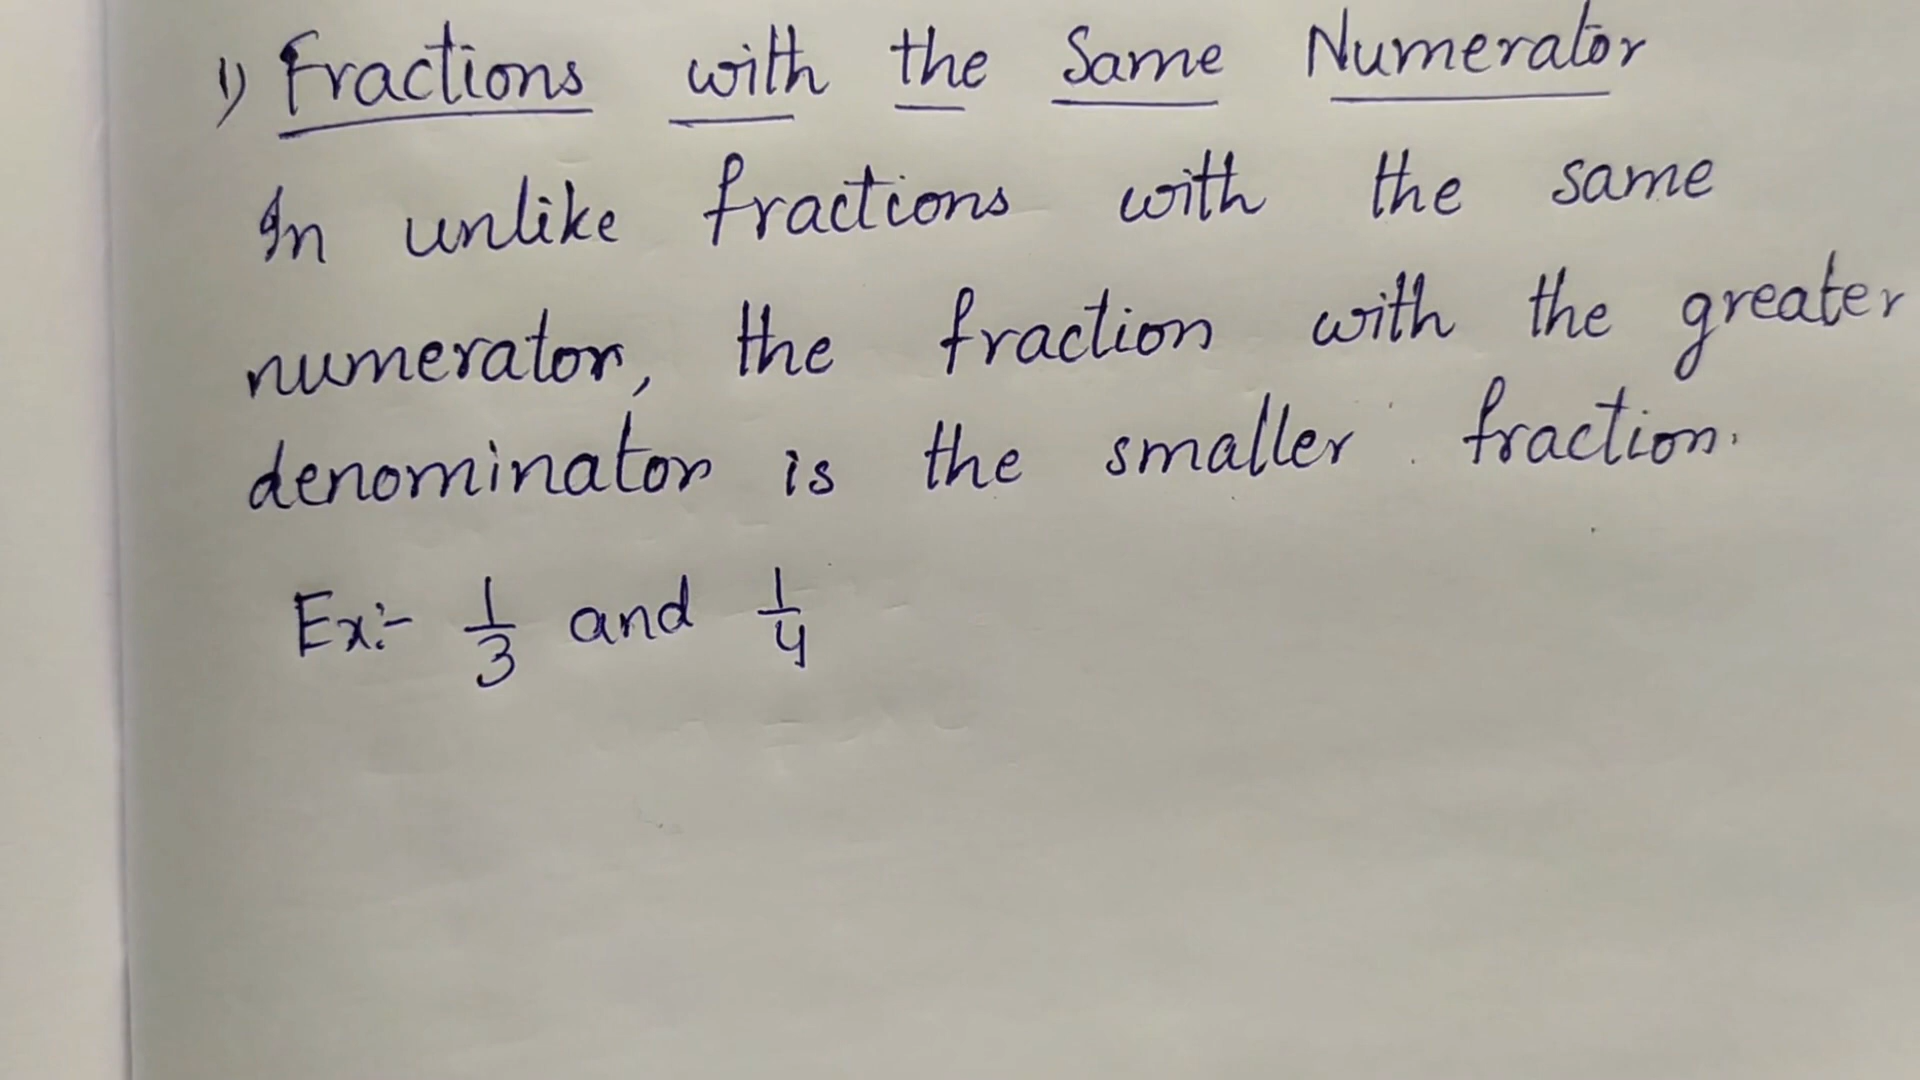 1) Fractions with the Same Numerator
In unlike fractions with the same
numerator, the fraction with the greater
denominator is the smaller fraction.
Ex:- 1/3 and 1/4